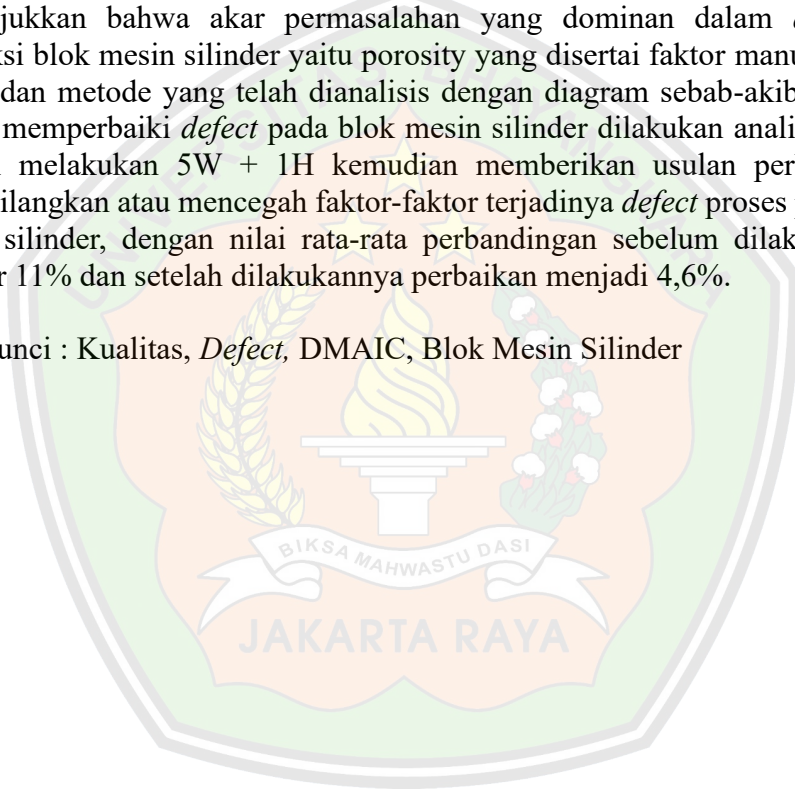 jukkan bahwa akar permasalahan yang dominan dalam
si blok mesin silinder yaitu porosity yang disertai faktor manu
dan metode yang telah dianalisis dengan diagram sebab-akib
memperbaiki defect pada blok mesin silinder dilakukan anali
melakukan 5W + 1H kemudian memberikan usulan per
ilangkan atau mencegah faktor-faktor terjadinya defect proses
silinder, dengan nilai rata-rata perbandingan sebelum dilak
r 11% dan setelah dilakukannya perbaikan menjadi 4,6%.
unci : Kualitas, Defect, DMAIC, Blok Mesin Silinder
UNIVERSITAS BHAYANGKARA
BIKSA MAHWASTU DASI
JAKARTA RAYA